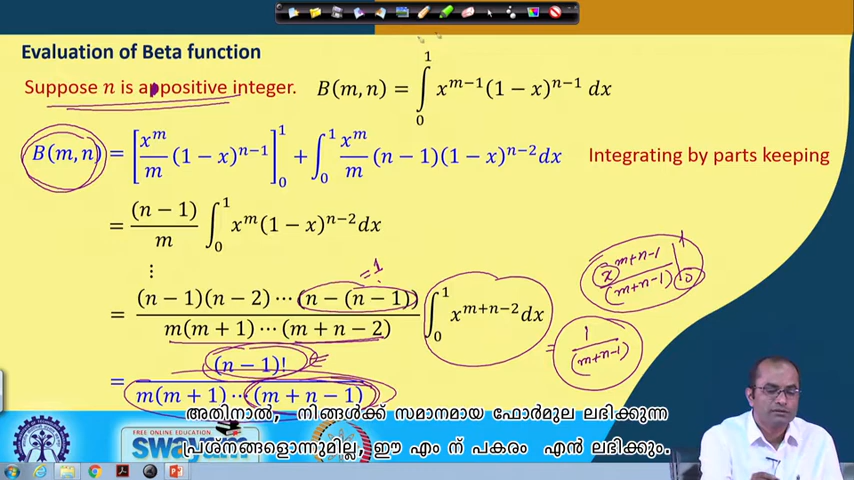 Evaluation of Beta function
Suppose n is a positive integer. B(m, n) = ∫₀¹ x^{m−1}(1 − x)^{n−1} dx
B(m, n) = [x^m/m (1 − x)^{n−1}]₀¹ + ∫₀¹ x^m/m (n − 1)(1 − x)^{n−2}dx Integrating by parts keeping
= (n − 1)/m ∫₀¹ x^m(1 − x)^{n−2}dx
⋮
= 1
x^{m+n-1}/(m+n-1) |₀¹
= (n − 1)(n − 2) ⋯ (n − (n − 1))/m(m + 1) ⋯ (m + n − 2) ∫₀¹ x^{m+n−2}dx
= 1/(m+n-1)
= (n − 1)!/m(m + 1) ⋯ (m + n − 1)
അതിനാൽ, നിങ്ങൾക്ക് സമാനമായ ഫോർമുല ലഭിക്കുന്ന
പ്രശ്നങ്ങളൊന്നുമില്ല, ഈ എം ന് പകരം എൻ ലഭിക്കും.
FREE ONLINE EDUCATION
swayam